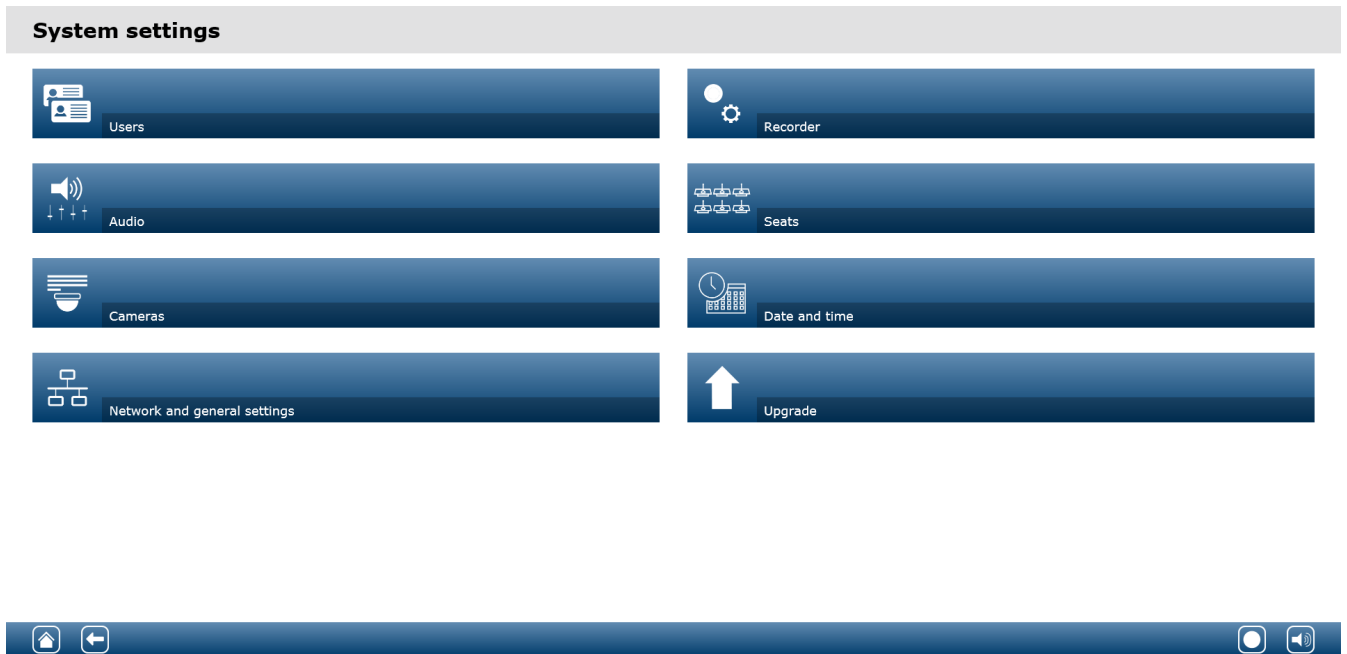 System settings
Users
Recorder
Audio
Seats
Cameras
Date and time
Network and general settings
Upgrade